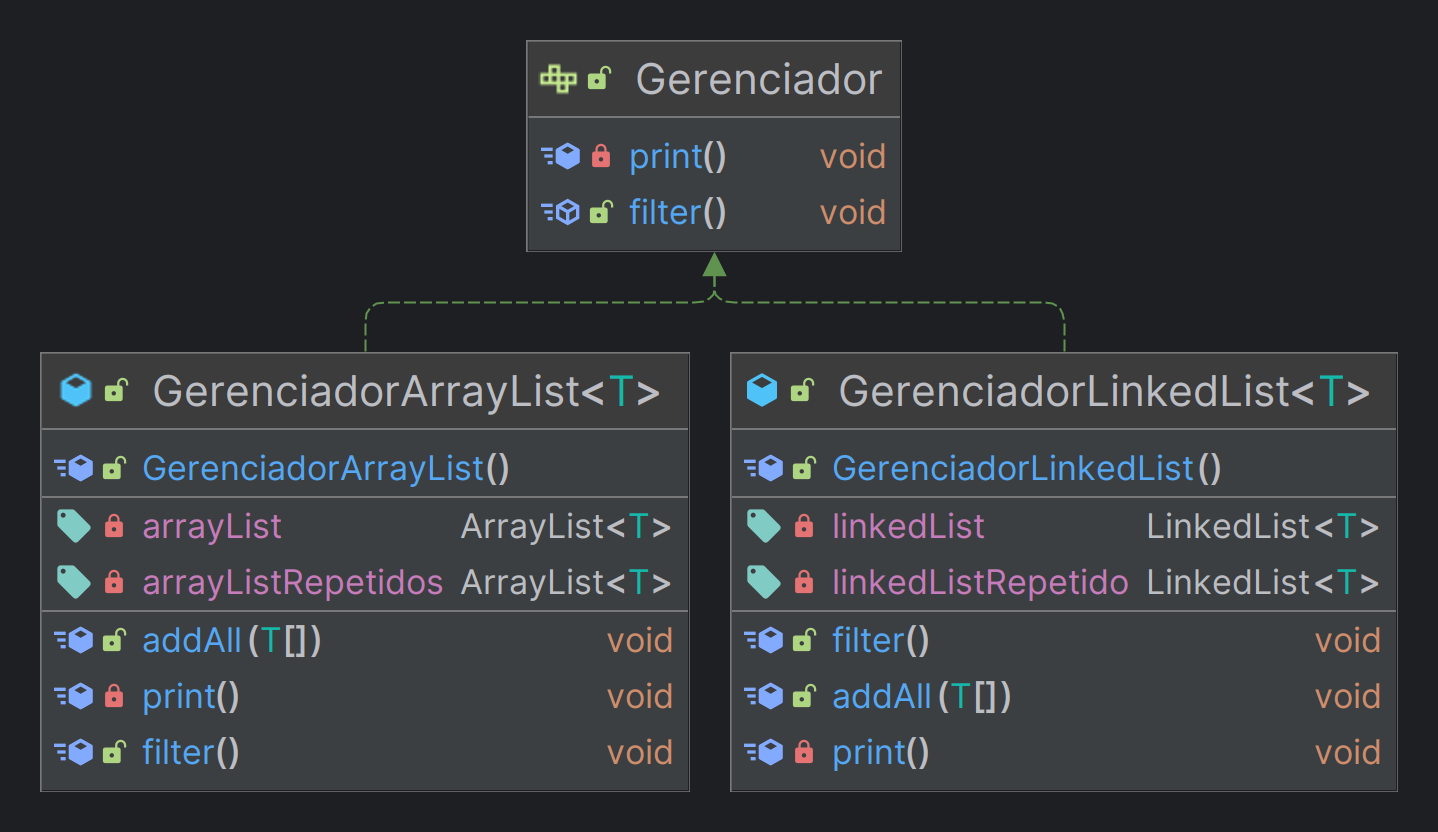 Gerenciador
print() void
filter() void
GerenciadorArrayList<T>
GerenciadorArrayList()
arrayList ArrayList<T>
arrayListRepetidos ArrayList<T>
addAll(T[]) void
print() void
filter() void
GerenciadorLinkedList<T>
GerenciadorLinkedList()
linkedList LinkedList<T>
linkedListRepetido LinkedList<T>
filter() void
addAll(T[]) void
print() void